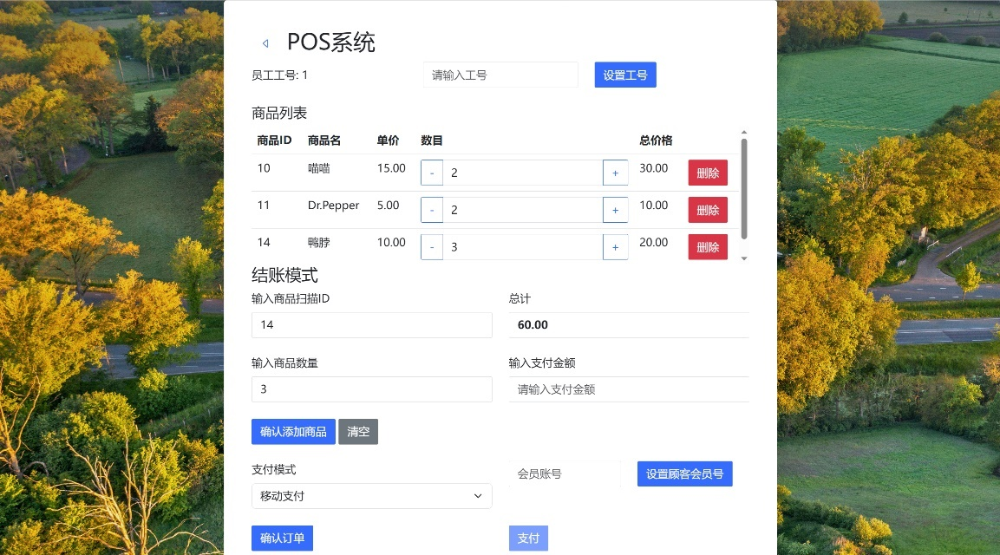 POS系统
员工工号: 1 请输入工号 设置工号
商品列表
商品ID 商品名 单价 数目 总价格
10 喵喵 15.00 - 2 + 30.00 删除
11 Dr.Pepper 5.00 - 2 + 10.00 删除
14 鸭脖 10.00 - 3 + 20.00 删除
结账模式
输入商品扫描ID 总计
14 60.00
输入商品数量 输入支付金额
3 请输入支付金额
确认添加商品 清空
支付模式 会员账号 设置顾客会员号
移动支付
确认订单 支付